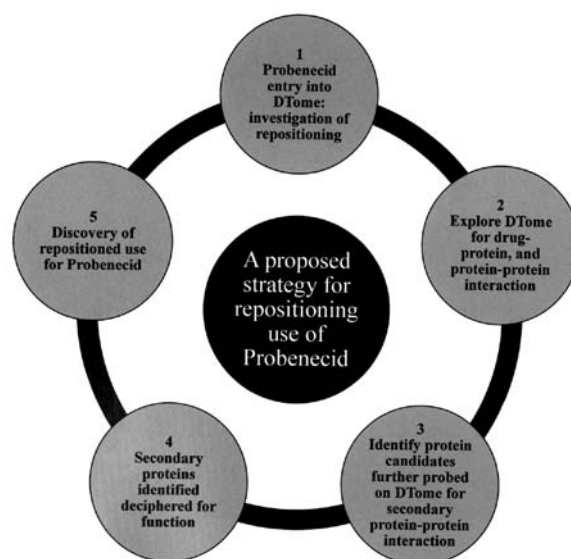 1
Probenecid
entry into
DTome:
investigation of
repositioning
2
Explore DTome
for drug-
protein, and
protein-protein
interaction
3
Identify protein
candidates
further probed
on DTome for
secondary
protein-protein
interaction
4
Secondary
proteins
identified
deciphered for
function
5
Discovery of
repositioned use
for Probenecid
A proposed
strategy for
repositioning
use of
Probenecid